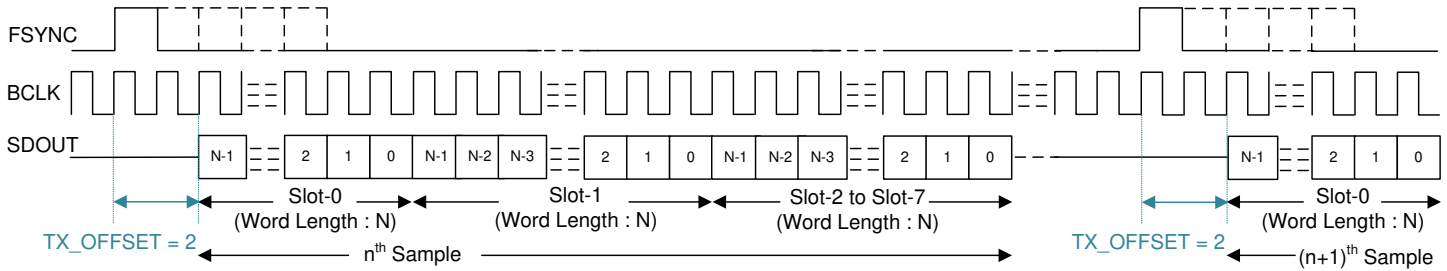 FSYNC
BCLK
SDOUT
N-1 2 1 0 N-1 N-2 N-3 2 1 0 N-1 N-2 N-3 2 1 0 N-1 2 1 0
Slot-0 Slot-1 Slot-2 to Slot-7 Slot-0
(Word Length : N) (Word Length : N) (Word Length : N) (Word Length : N)
TX_OFFSET = 2 nth Sample TX_OFFSET = 2 (n+1)th Sample